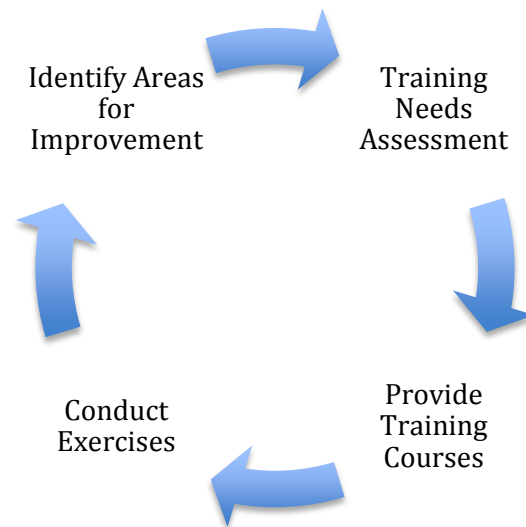 Identify Areas
for
Improvement
Training
Needs
Assessment
Provide
Training
Courses
Conduct
Exercises